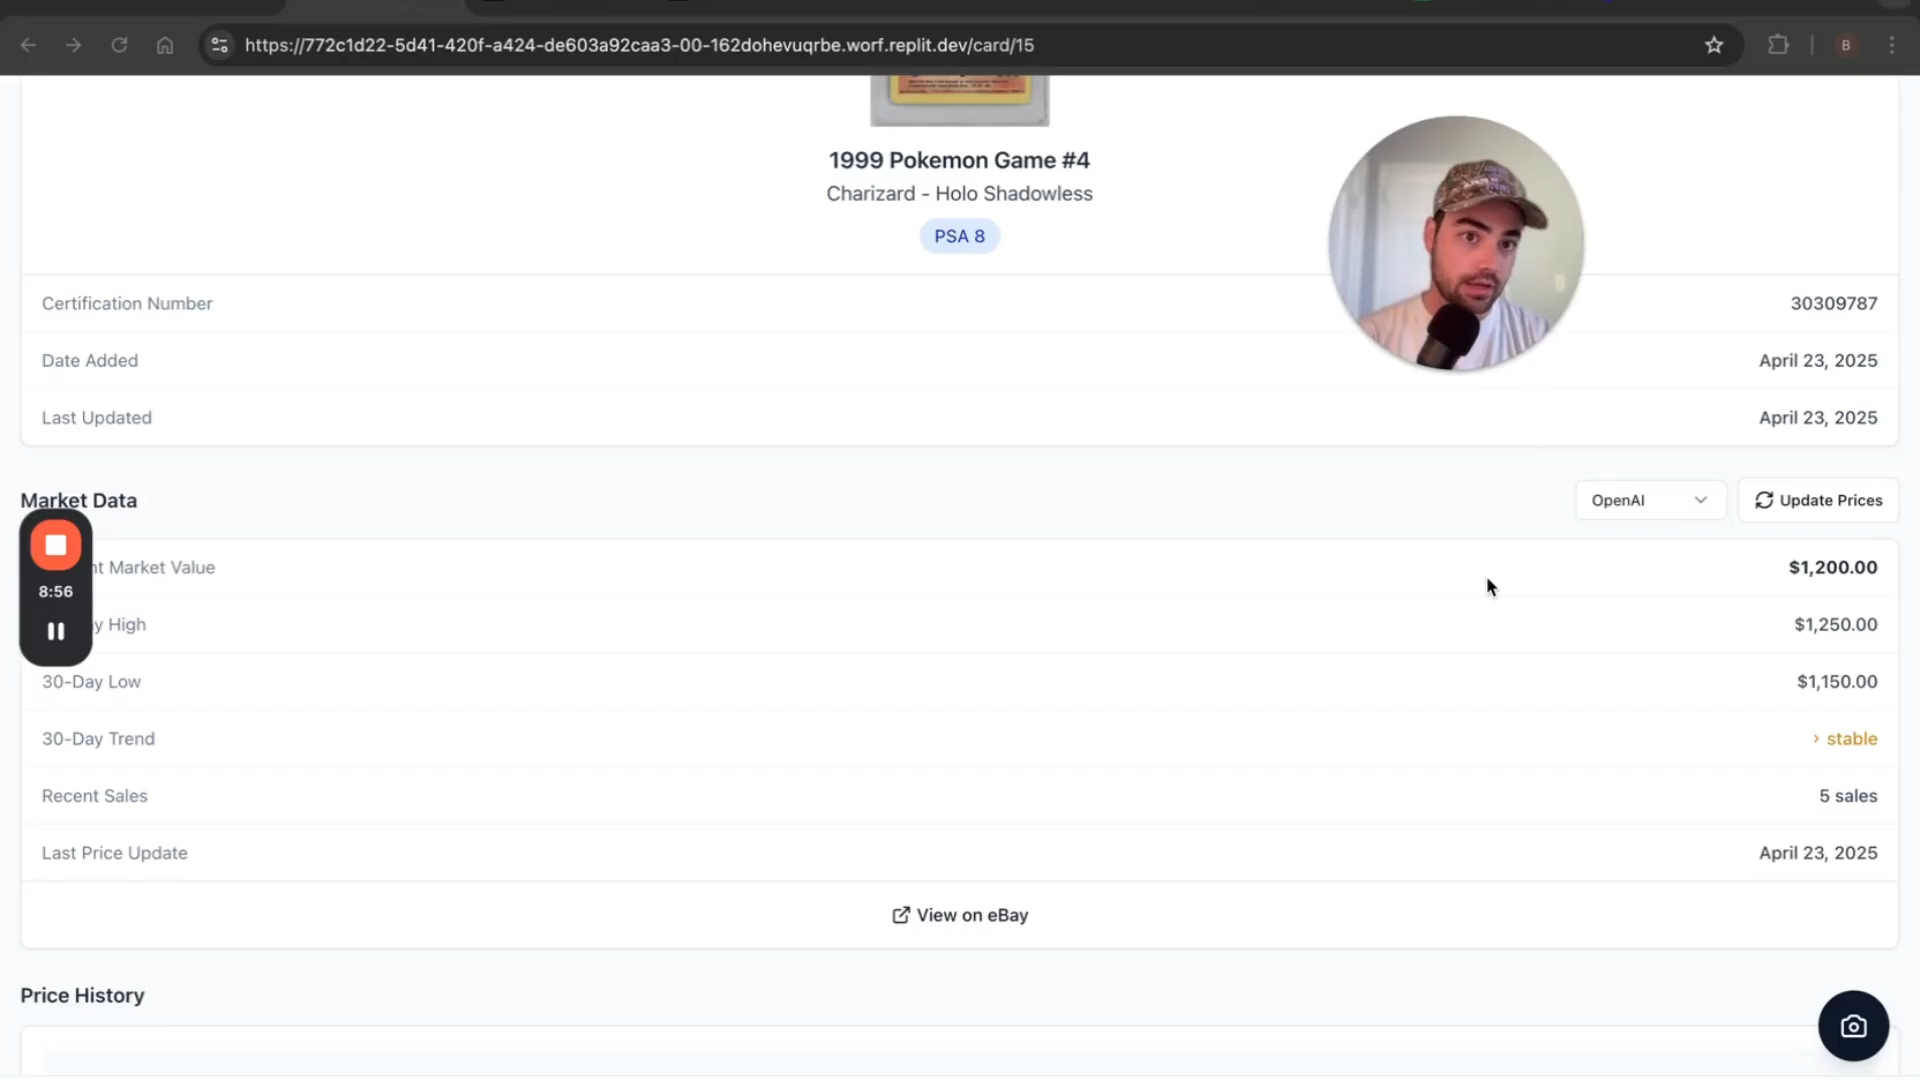 https://772c1d22-5d41-420f-a424-de603a92caa3-00-162dohevuqrbe.worf.replit.dev/card/15
B
1999 Pokemon Game #4
Charizard - Holo Shadowless
PSA 8
Certification Number 30309787
Date Added April 23, 2025
Last Updated April 23, 2025
Market Data OpenAI Update Prices
nt Market Value $1,200.00
8:56
y High $1,250.00
30-Day Low $1,150.00
30-Day Trend › stable
Recent Sales 5 sales
Last Price Update April 23, 2025
View on eBay
Price History